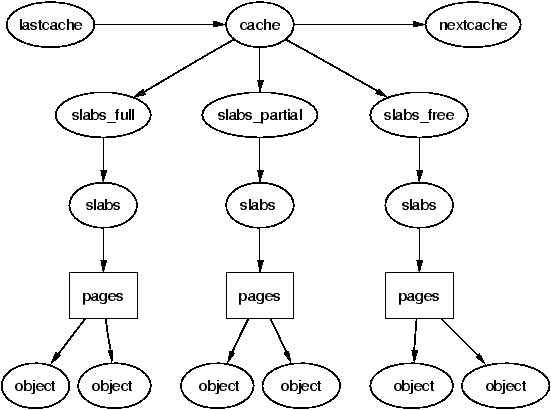 lastcache
cache
nextcache
slabs_full
slabs_partial
slabs_free
slabs
slabs
slabs
pages
pages
pages
object
object
object
object
object
object